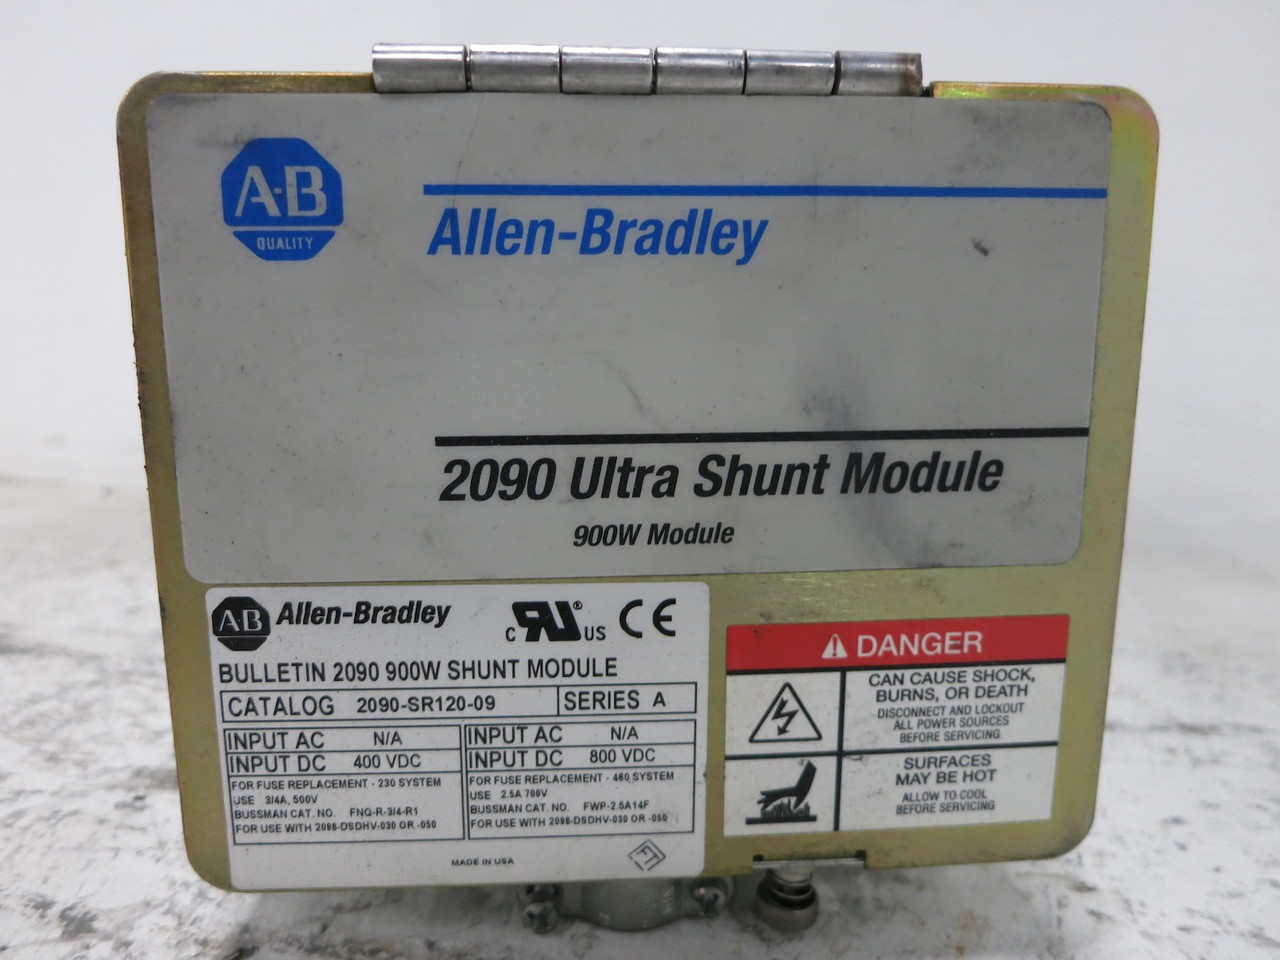 A-B
QUALITY
Allen-Bradley
2090 Ultra Shunt Module
900W Module
A-B Allen-Bradley
c RU ® US CE
BULLETIN 2090 900W SHUNT MODULE
CATALOG 2090-SR120-09 SERIES A
INPUT AC N/A
INPUT DC 400 VDC
FOR FUSE REPLACEMENT - 230 SYSTEM
USE 3/4A, 500V
BUSSMAN CAT. NO. FNQ-R-3/4-R1
FOR USE WITH 2098-DSDHV-030 OR -050
INPUT AC N/A
INPUT DC 800 VDC
FOR FUSE REPLACEMENT - 460 SYSTEM
USE 2.5A 700V
BUSSMAN CAT. NO. FWP-2.5A14F
FOR USE WITH 2098-DSDHV-030 OR -050
MADE IN USA
FT
DANGER
CAN CAUSE SHOCK,
BURNS, OR DEATH
DISCONNECT AND LOCKOUT
ALL POWER SOURCES
BEFORE SERVICING
SURFACES
MAY BE HOT
ALLOW TO COOL
BEFORE SERVICING